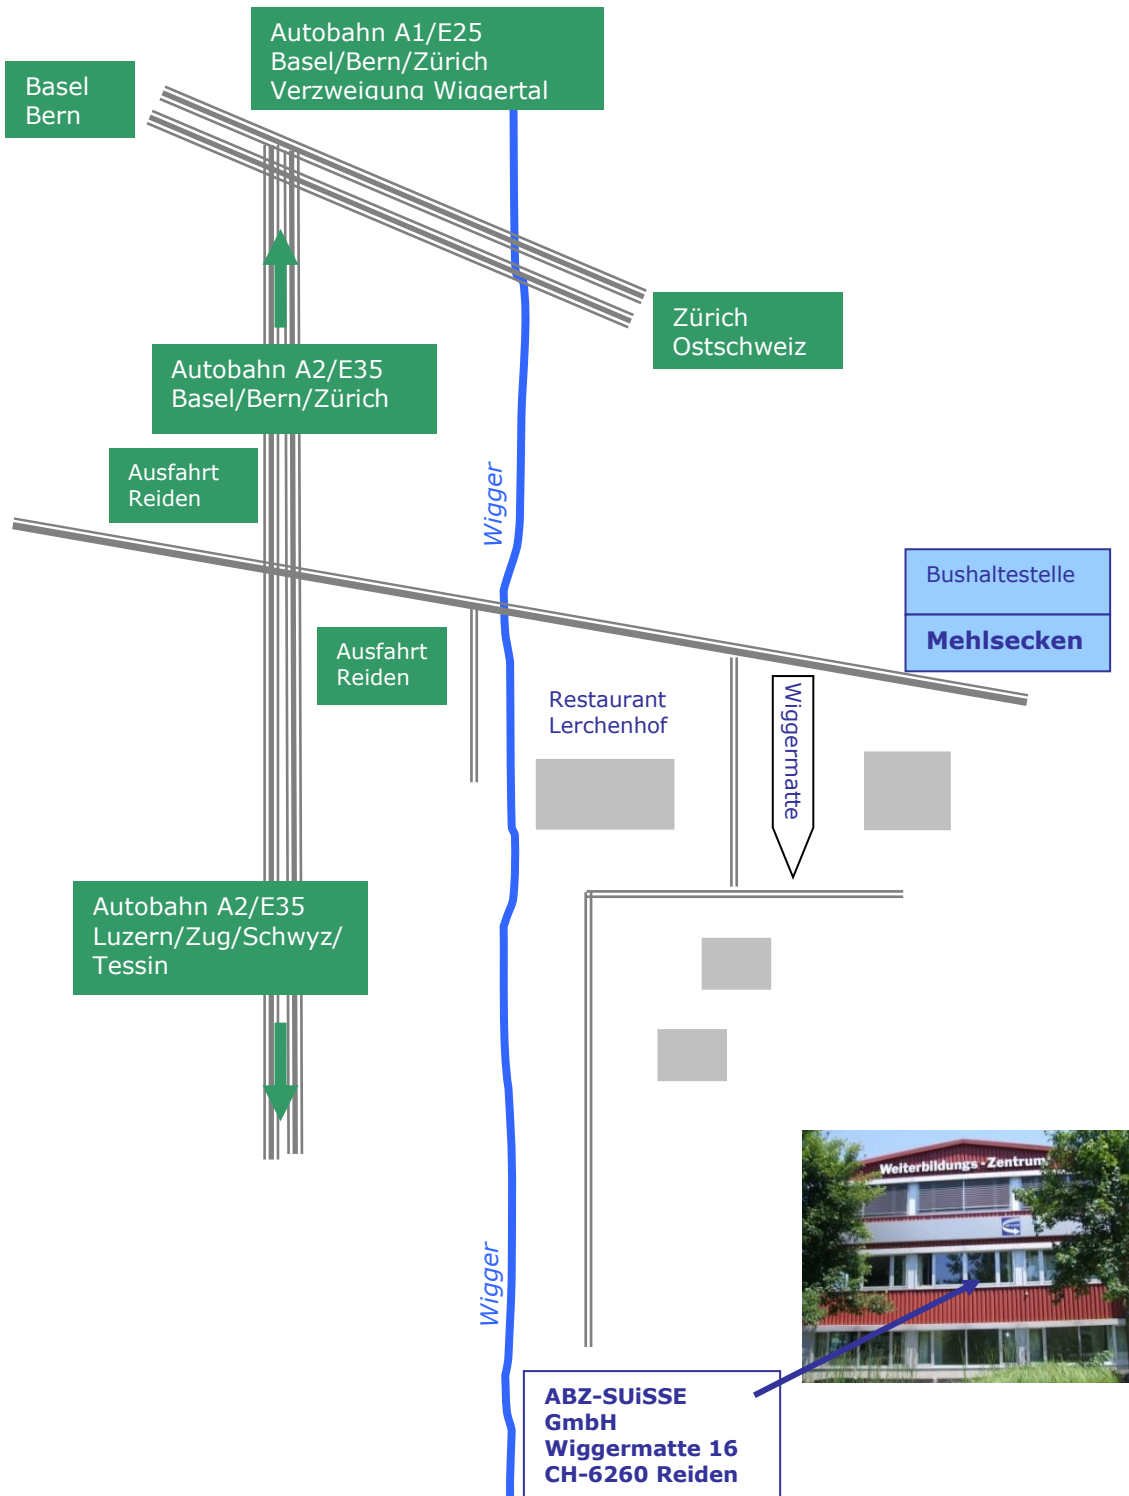 Autobahn A1/E25
Basel/Bern/Zürich
Verzweigung Wiggertal
Basel
Bern
Zürich
Ostschweiz
Autobahn A2/E35
Basel/Bern/Zürich
Ausfahrt
Reiden
Wigger
Bushaltestelle
Mehlsecken
Ausfahrt
Reiden
Restaurant
Lerchenhof
Wiggermatte
Autobahn A2/E35
Luzern/Zug/Schwyz/
Tessin
Weiterbildungs-Zentrum
Wigger
ABZ-SUiSSE
GmbH
Wiggermatte 16
CH-6260 Reiden